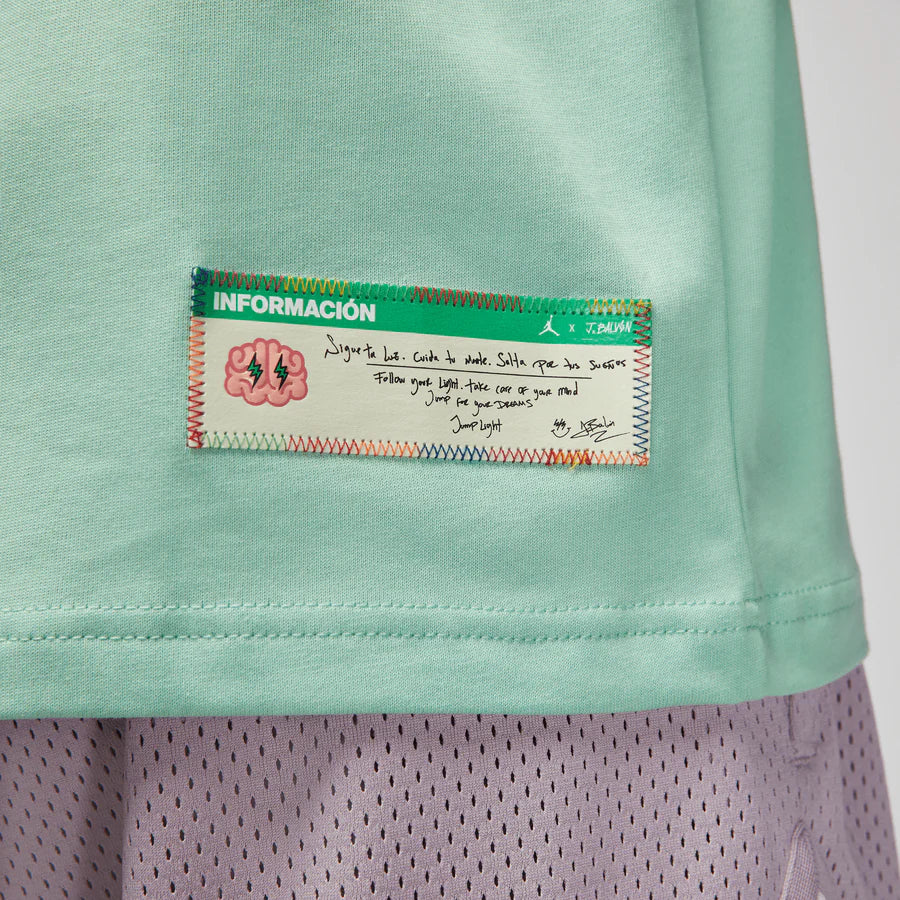 INFORMACIÓN
x J. BALVIN
Sigue tu Luz. Cuida tu Mente. Salta por tus SUEÑOS
Follow your Light. take care of your mind
Jump for your DREAMS
Jump Light
J Balvin